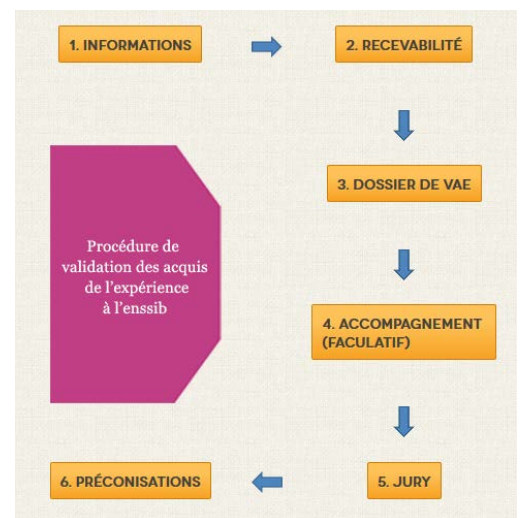 1. INFORMATIONS
2. RECEVABILITÉ
3. DOSSIER DE VAE
Procédure de
validation des acquis
de l'expérience
à l'enssib
4. ACCOMPAGNEMENT
(FACULATIF)
5. JURY
6. PRÉCONISATIONS